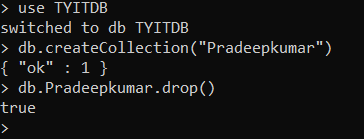 > use TYITDB
switched to db TYITDB
> db.createCollection("Pradeepkumar")
{ "ok" : 1 }
> db.Pradeepkumar.drop()
true
>